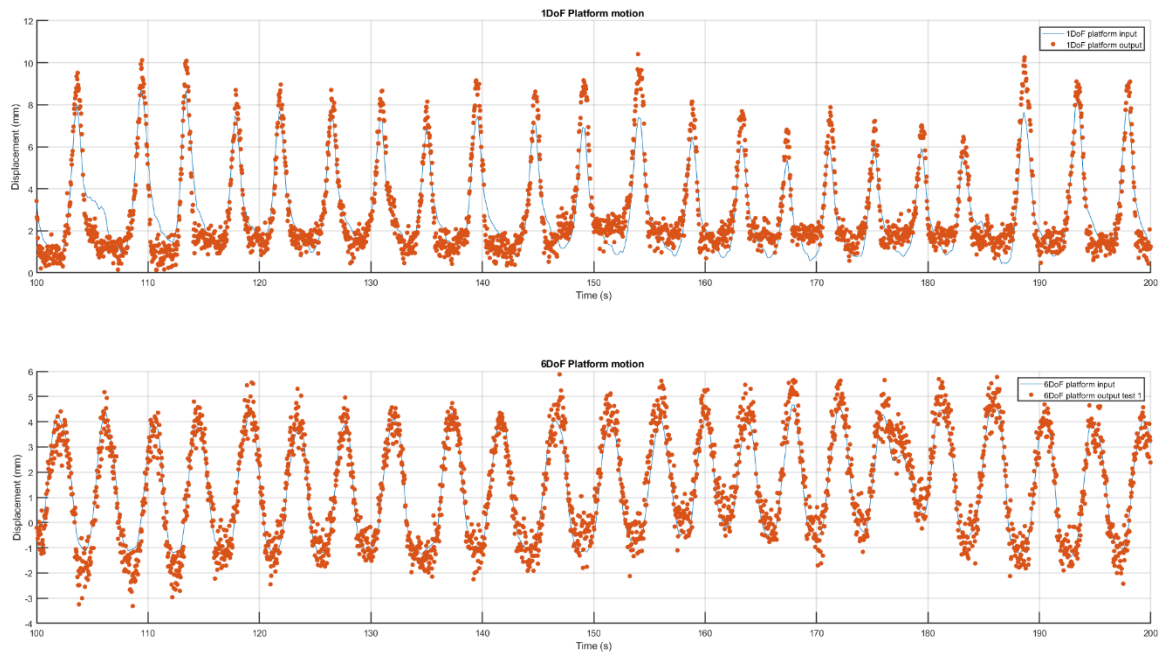 1DoF Platform motion
12
10
8
6
4
2
0
Displacement (mm)
1DoF platform input
1DoF platform output
100 110 120 130 140 150 160 170 180 190 200
Time (s)
6DoF Platform motion
6
5
4
3
2
1
0
-1
-2
-3
-4
Displacement (mm)
6DoF platform input
6DoF platform output test 1
100 110 120 130 140 150 160 170 180 190 200
Time (s)